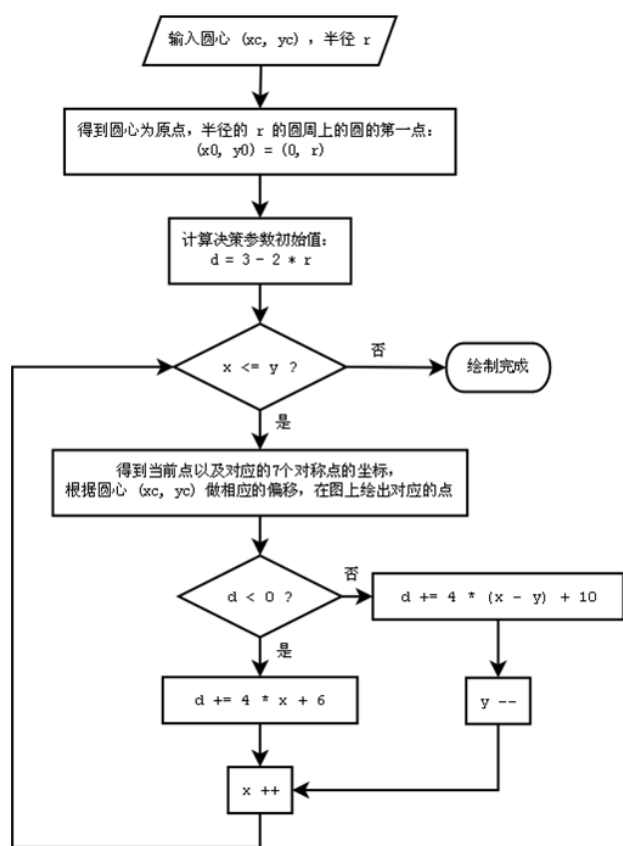 输入圆心 (xc, yc) , 半径 r
得到圆心为原点, 半径的 r 的圆周上的圆的第一点:
(x0, y0) = (0, r)
计算决策参数初始值:
d = 3 - 2 * r
x <= y ?
否
绘制完成
是
得到当前点以及对应的7个对称点的坐标,
根据圆心 (xc, yc) 做相应的偏移, 在图上绘出对应的点
d < 0 ?
否
d += 4 * (x - y) + 10
是
d += 4 * x + 6
y --
x ++